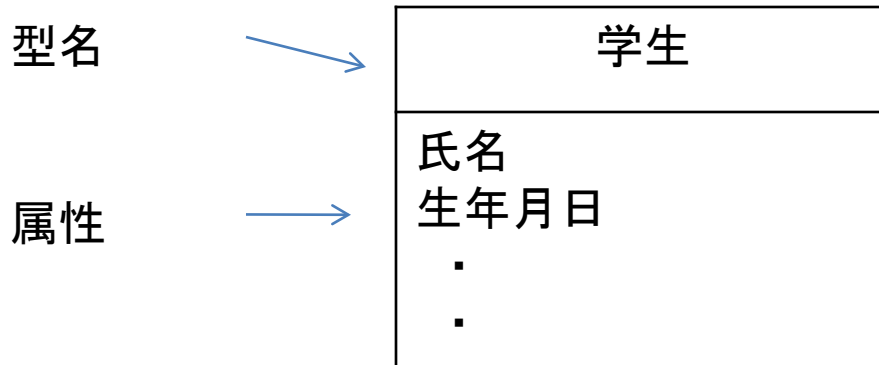 型名
学生
属性
氏名
生年月日
・
・